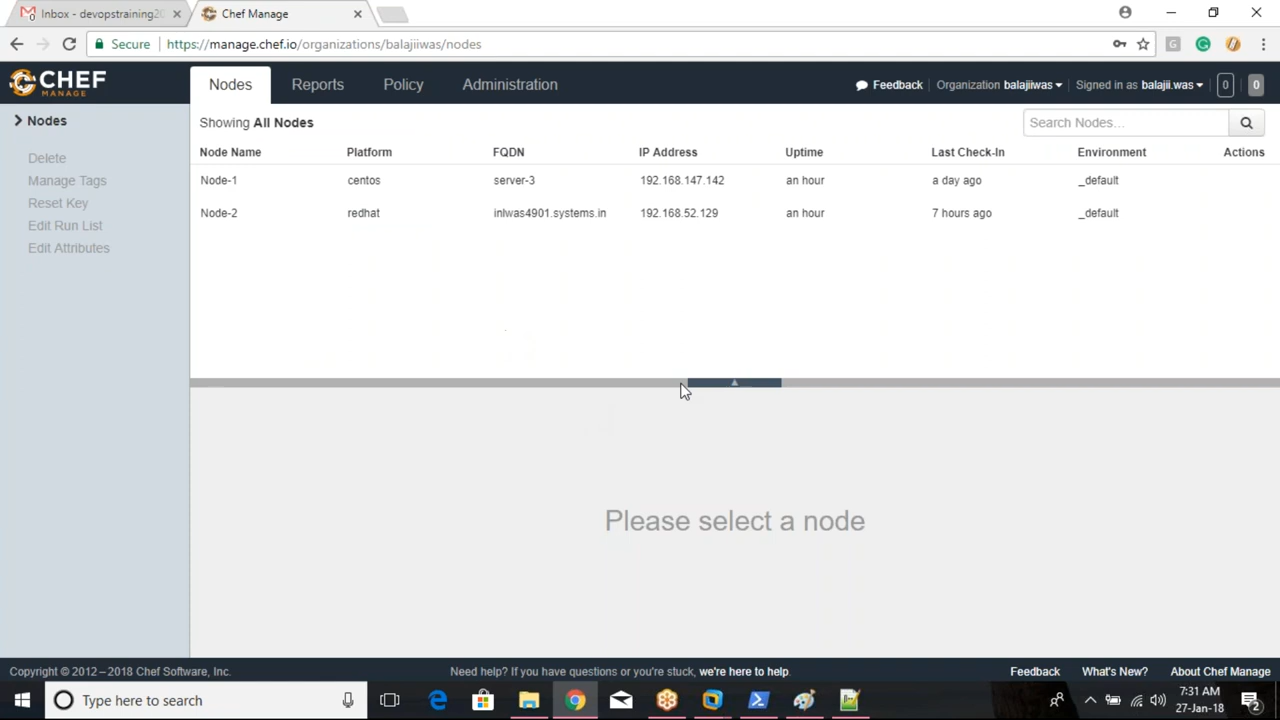 Inbox - devopstraining20
Chef Manage
Secure
https://manage.chef.io/organizations/balajiiwas/nodes
CHEF
MANAGE
Nodes
Reports
Policy
Administration
Feedback
Organization balajiiwas
Signed in as balajii.was
0
0
Nodes
Delete
Manage Tags
Reset Key
Edit Run List
Edit Attributes
Showing All Nodes
Search Nodes...
Node Name Platform FQDN IP Address Uptime Last Check-In Environment Actions
Node-1 centos server-3 192.168.147.142 an hour a day ago _default
Node-2 redhat inlwas4901.systems.in 192.168.52.129 an hour 7 hours ago _default
Please select a node
Copyright © 2012 – 2018 Chef Software, Inc.
Need help? If you have questions or you're stuck, we're here to help.
Feedback
What's New?
About Chef Manage
Type here to search
7:31 AM
27-Jan-18
2